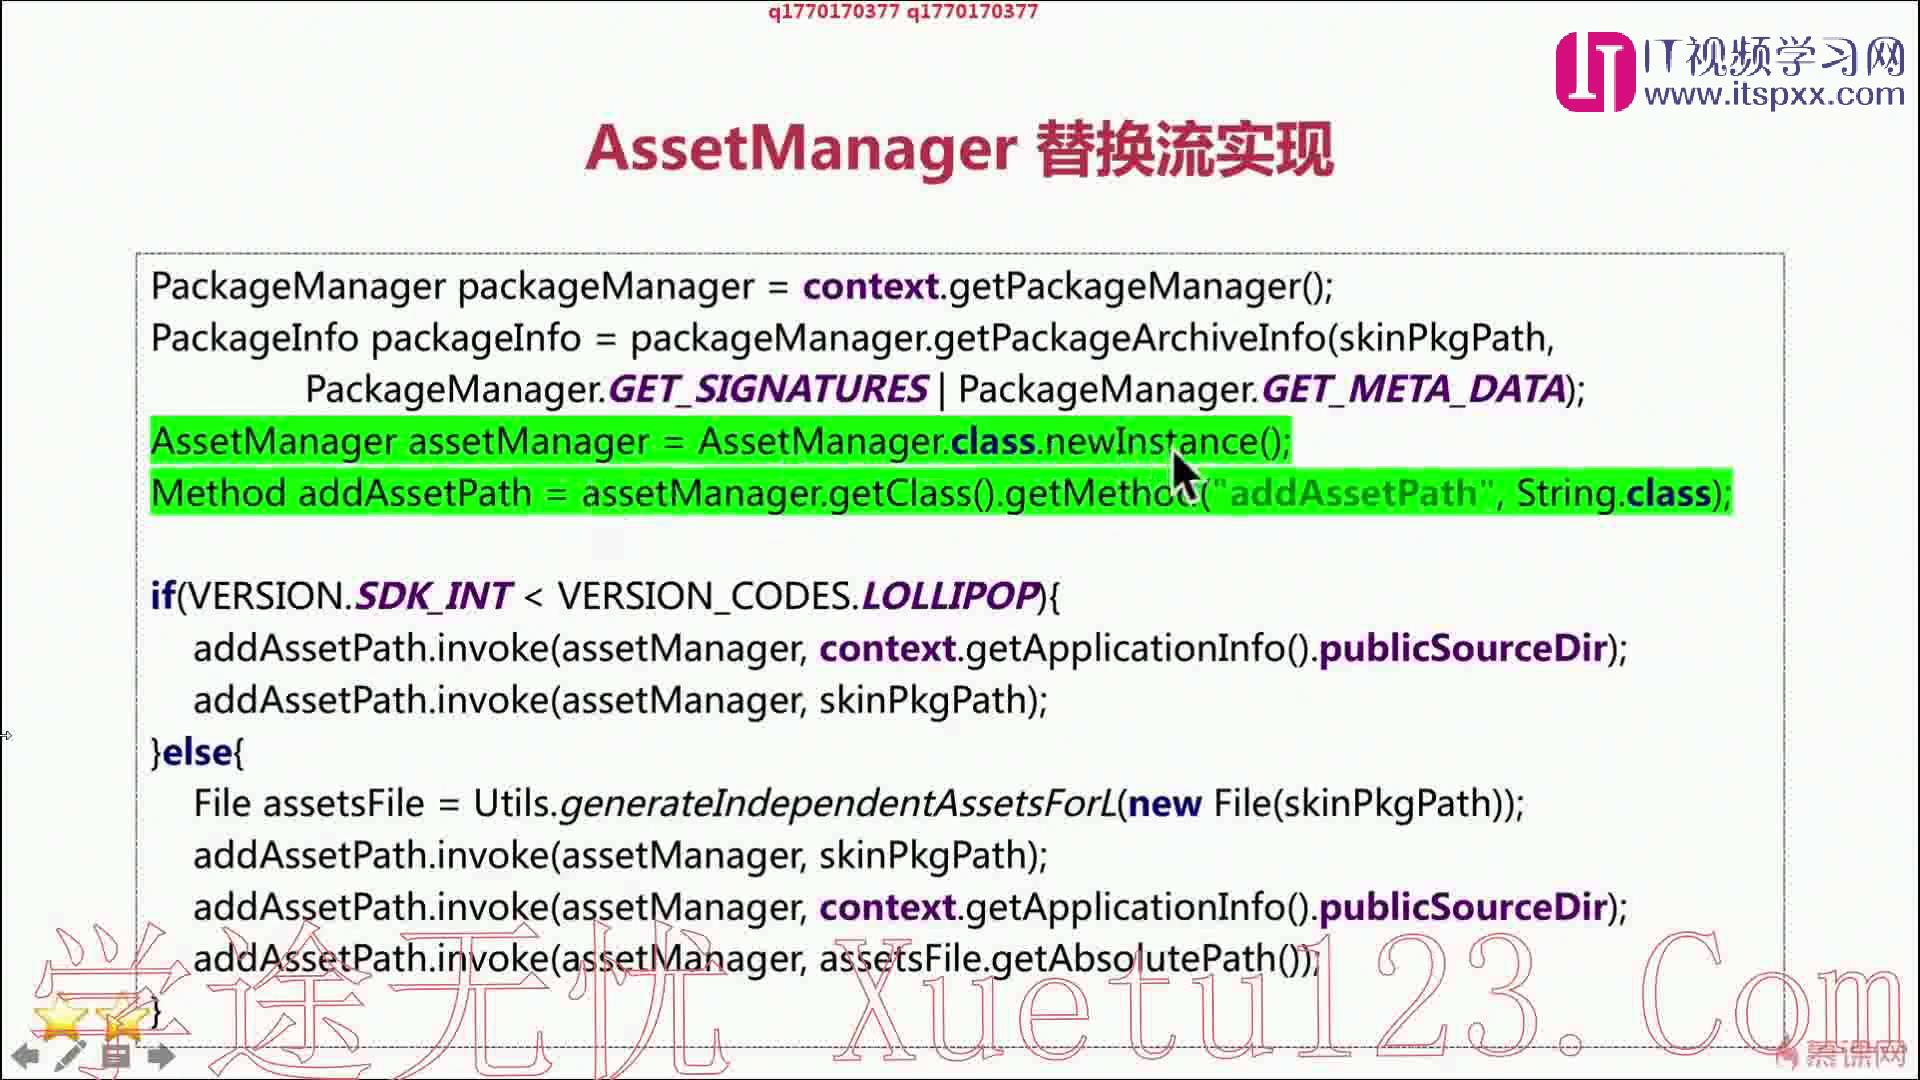 q1770170377 q1770170377
IT视频学习网
www.itspxx.com
AssetManager 替换流实现
PackageManager packageManager = context.getPackageManager();
PackageInfo packageInfo = packageManager.getPackageArchiveInfo(skinPkgPath,
PackageManager.GET_SIGNATURES | PackageManager.GET_META_DATA);
AssetManager assetManager = AssetManager.class.newInstance();
Method addAssetPath = assetManager.getClass().getMethod("addAssetPath", String.class);
if(VERSION.SDK_INT < VERSION_CODES.LOLLIPOP){
addAssetPath.invoke(assetManager, context.getApplicationInfo().publicSourceDir);
addAssetPath.invoke(assetManager, skinPkgPath);
}else{
File assetsFile = Utils.generateIndependentAssetsForL(new File(skinPkgPath));
addAssetPath.invoke(assetManager, skinPkgPath);
addAssetPath.invoke(assetManager, context.getApplicationInfo().publicSourceDir);
addAssetPath.invoke(assetManager, assetsFile.getAbsolutePath());
}
学途无忧 Xuetu123.Com
慕课网